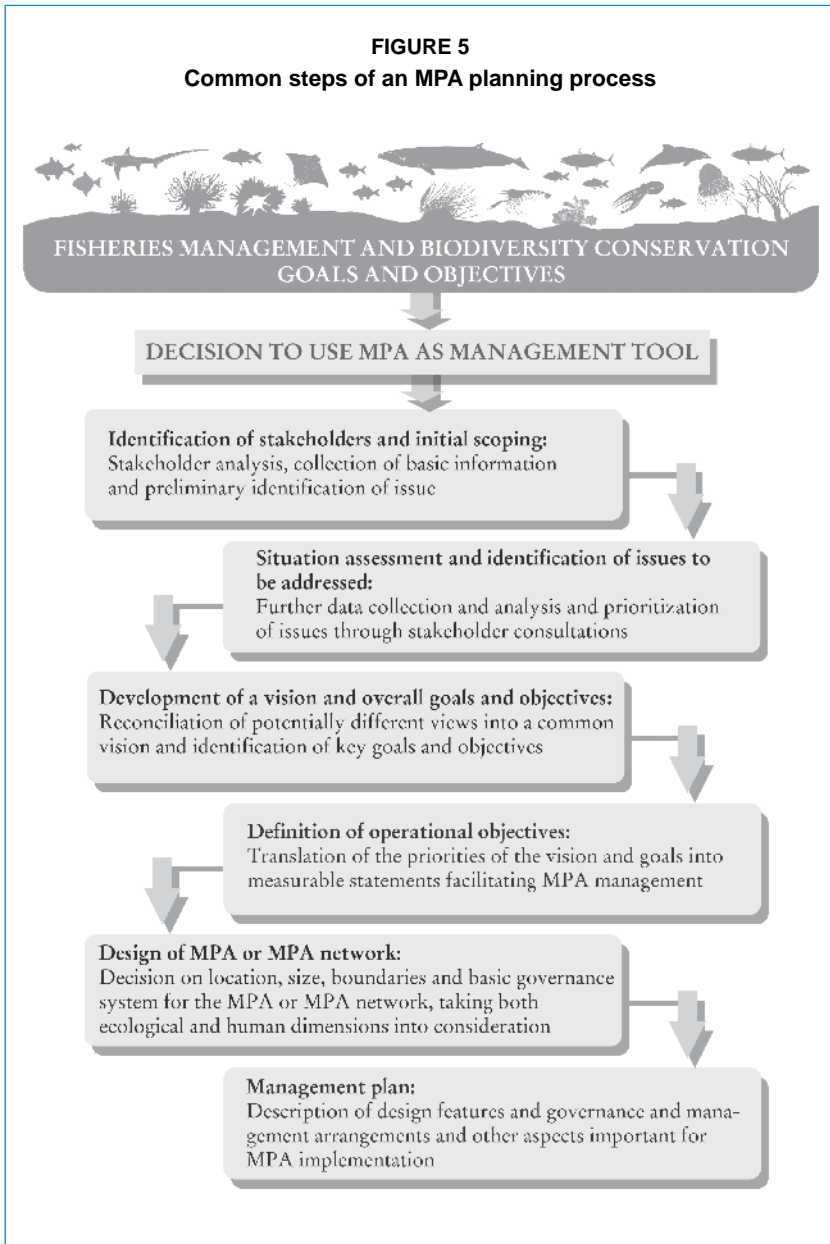 FIGURE 5
Common steps of an MPA planning process
FISHERIES MANAGEMENT AND BIODIVERSITY CONSERVATION
GOALS AND OBJECTIVES
DECISION TO USE MPA AS MANAGEMENT TOOL
Identification of stakeholders and initial scoping:
Stakeholder analysis, collection of basic information
and preliminary identification of issue
Situation assessment and identification of issues to
be addressed:
Further data collection and analysis and prioritization
of issues through stakeholder consultations
Development of a vision and overall goals and objectives:
Reconciliation of potentially different views into a common
vision and identification of key goals and objectives
Definition of operational objectives:
Translation of the priorities of the vision and goals into
measurable statements facilitating MPA management
Design of MPA or MPA network:
Decision on location, size, boundaries and basic governance
system for the MPA or MPA network, taking both
ecological and human dimensions into consideration
Management plan:
Description of design features and governance and mana-
gement arrangements and other aspects important for
MPA implementation